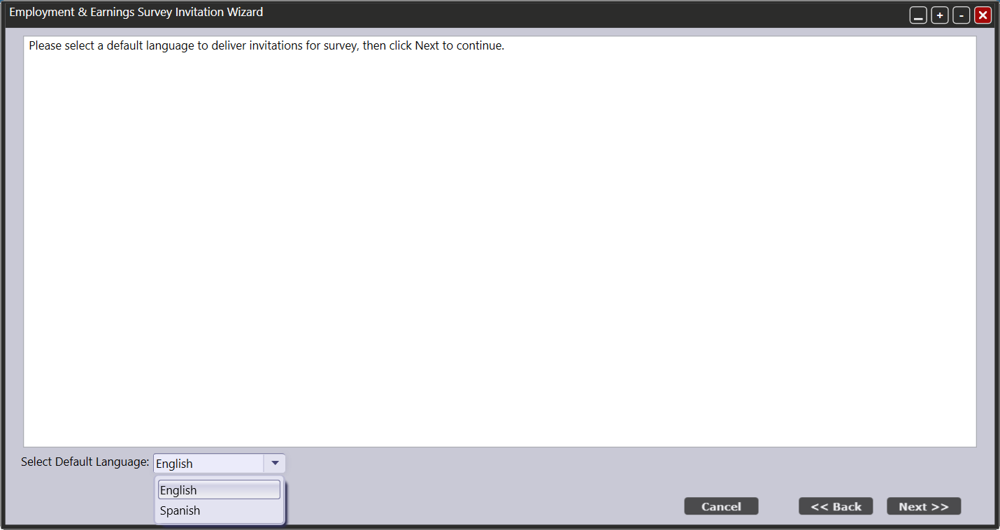 Employment & Earnings Survey Invitation Wizard
Please select a default language to deliver invitations for survey, then click Next to continue.
Select Default Language: English
English
Spanish
Cancel << Back Next >>